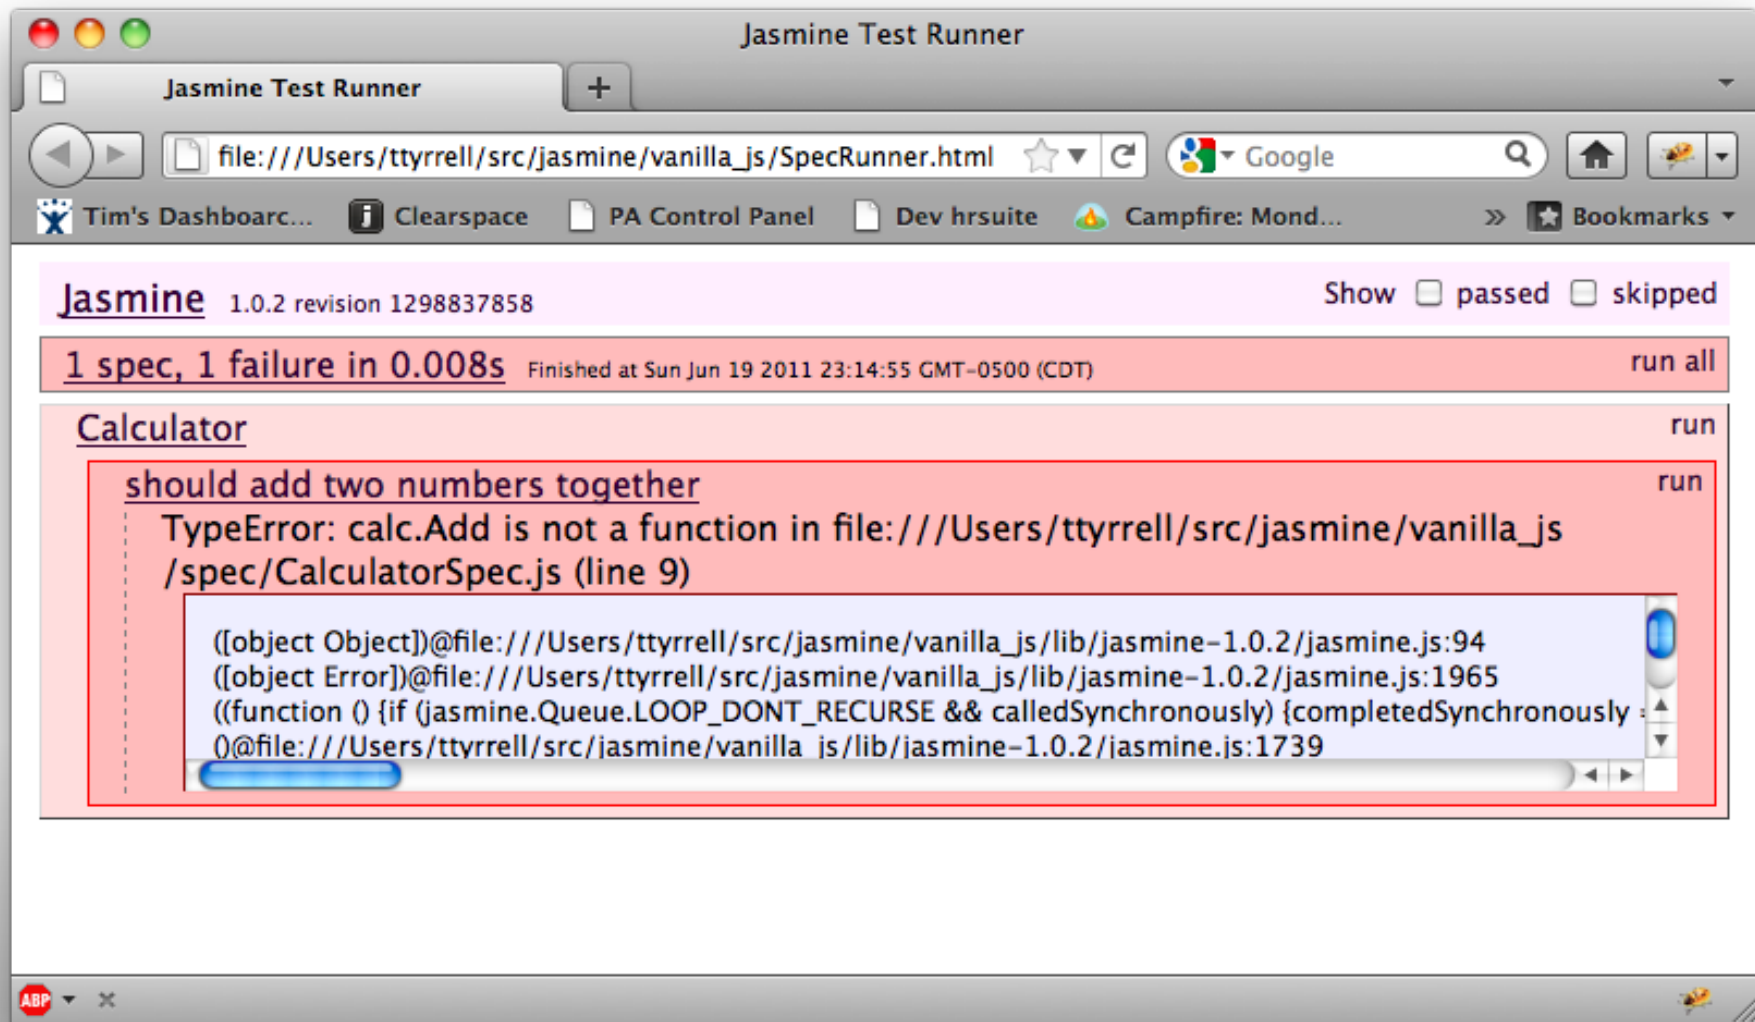 Jasmine Test Runner
Jasmine Test Runner
file:///Users/ttyrrell/src/jasmine/vanilla_js/SpecRunner.html Google
Tim's Dashboarc... Clearspace PA Control Panel Dev hrsuite Campfire: Mond... » Bookmarks
Jasmine 1.0.2 revision 1298837858 Show passed skipped
1 spec, 1 failure in 0.008s Finished at Sun Jun 19 2011 23:14:55 GMT-0500 (CDT) run all
Calculator run
should add two numbers together run
TypeError: calc.Add is not a function in file:///Users/ttyrrell/src/jasmine/vanilla_js
/spec/CalculatorSpec.js (line 9)
([object Object])@file:///Users/ttyrrell/src/jasmine/vanilla_js/lib/jasmine-1.0.2/jasmine.js:94
([object Error])@file:///Users/ttyrrell/src/jasmine/vanilla_js/lib/jasmine-1.0.2/jasmine.js:1965
((function () {if (jasmine.Queue.LOOP_DONT_RECURSE && calledSynchronously) {completedSynchronously =
()@file:///Users/ttyrrell/src/jasmine/vanilla_js/lib/jasmine-1.0.2/jasmine.js:1739
ABP